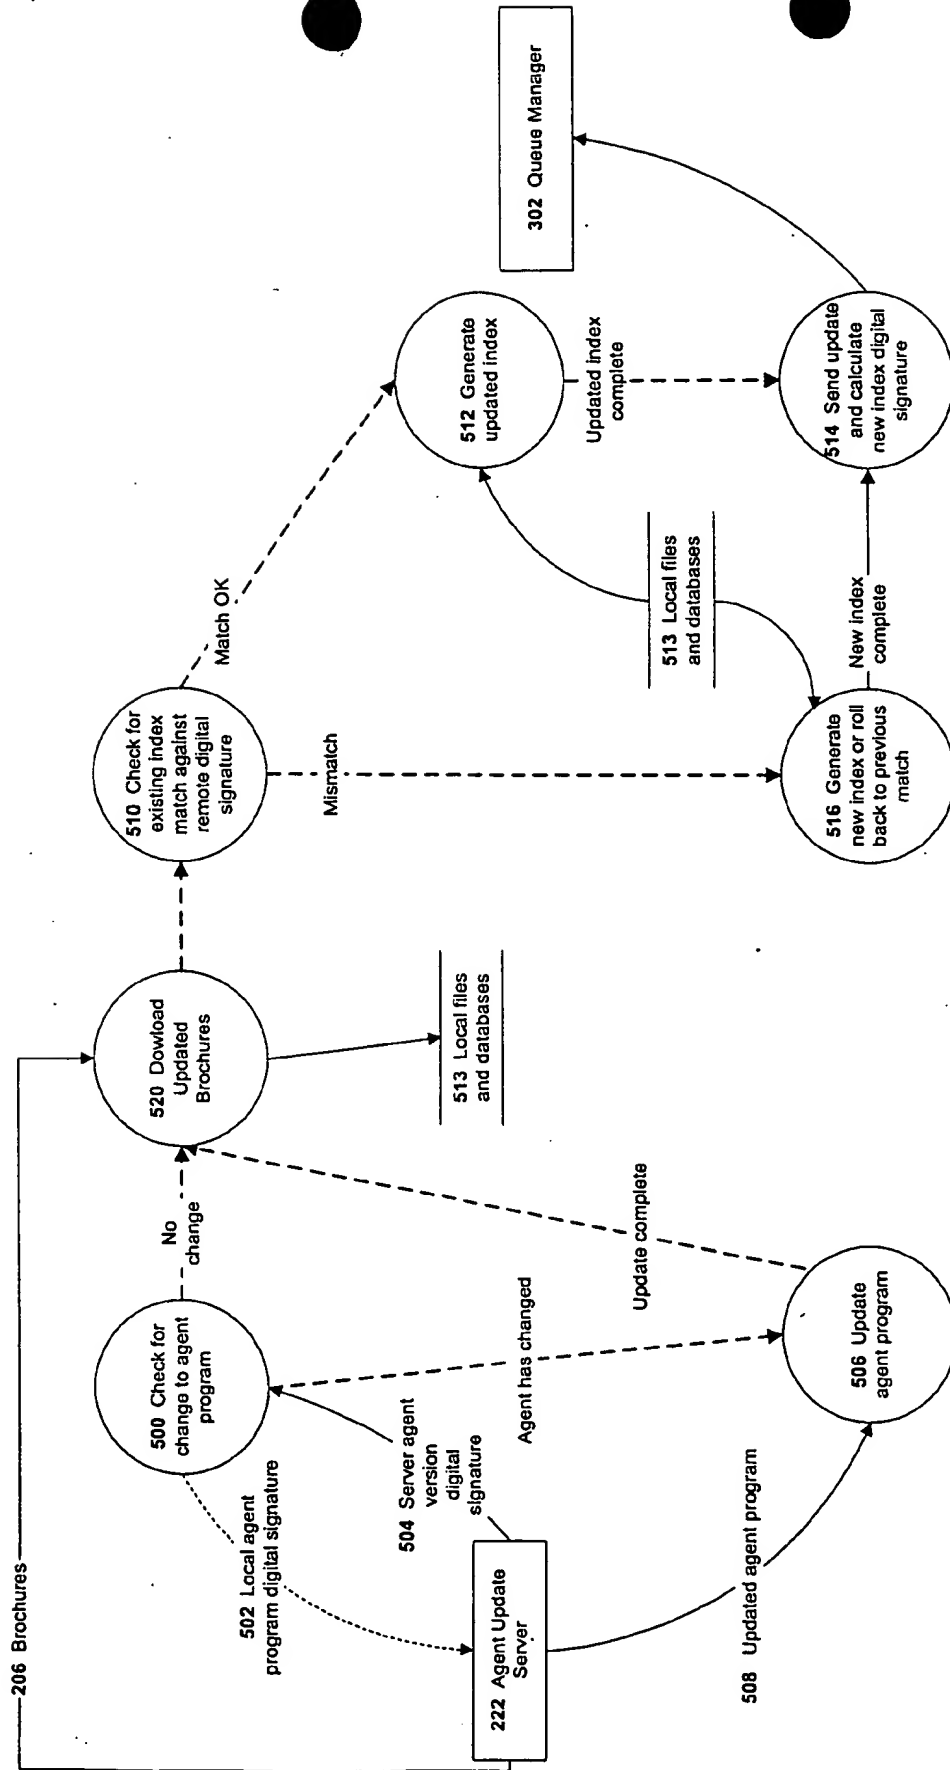 206 Brochures
500 Check for
change to agent
program
No
change
520 Dowload
Updated
Brochures
510 Check for
existing index
match against
remote digital
signature
Match OK
Mismatch
502 Local agent
program digital signature
504 Server agent
version
digital
signature
Agent has changed
Update complete
513 Local files
and databases
512 Generate
updated index
Updated index
complete
302 Queue Manager
222 Agent Update
Server
508 Updated agent program
506 Update
agent program
513 Local files
and databases
516 Generate
new index or roll
back to previous
match
New index
complete
514 Send update
and calculate
new index digital
signature